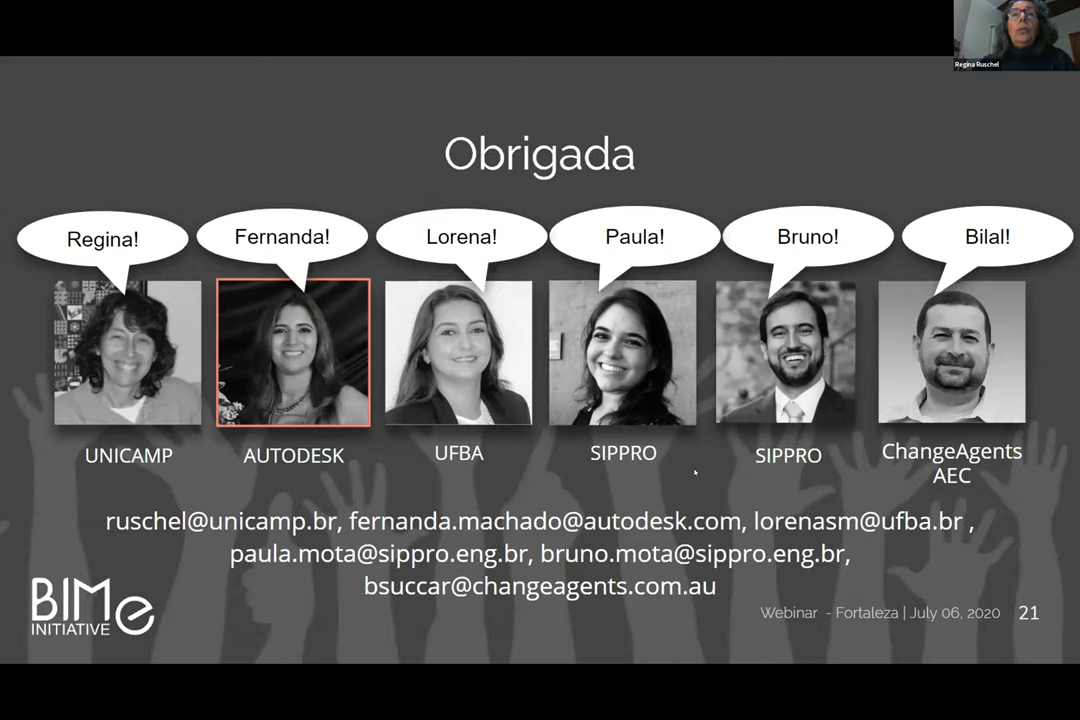 Regina Ruschel
Obrigada
Regina!
Fernanda!
Lorena!
Paula!
Bruno!
Bilal!
UNICAMP
AUTODESK
UFBA
SIPPRO
SIPPRO
ChangeAgents
AEC
ruschel@unicamp.br, fernanda.machado@autodesk.com, lorenasm@ufba.br ,
paula.mota@sippro.eng.br, bruno.mota@sippro.eng.br,
bsuccar@changeagents.com.au
BIMe
INITIATIVE
Webinar - Fortaleza | July 06, 2020 21